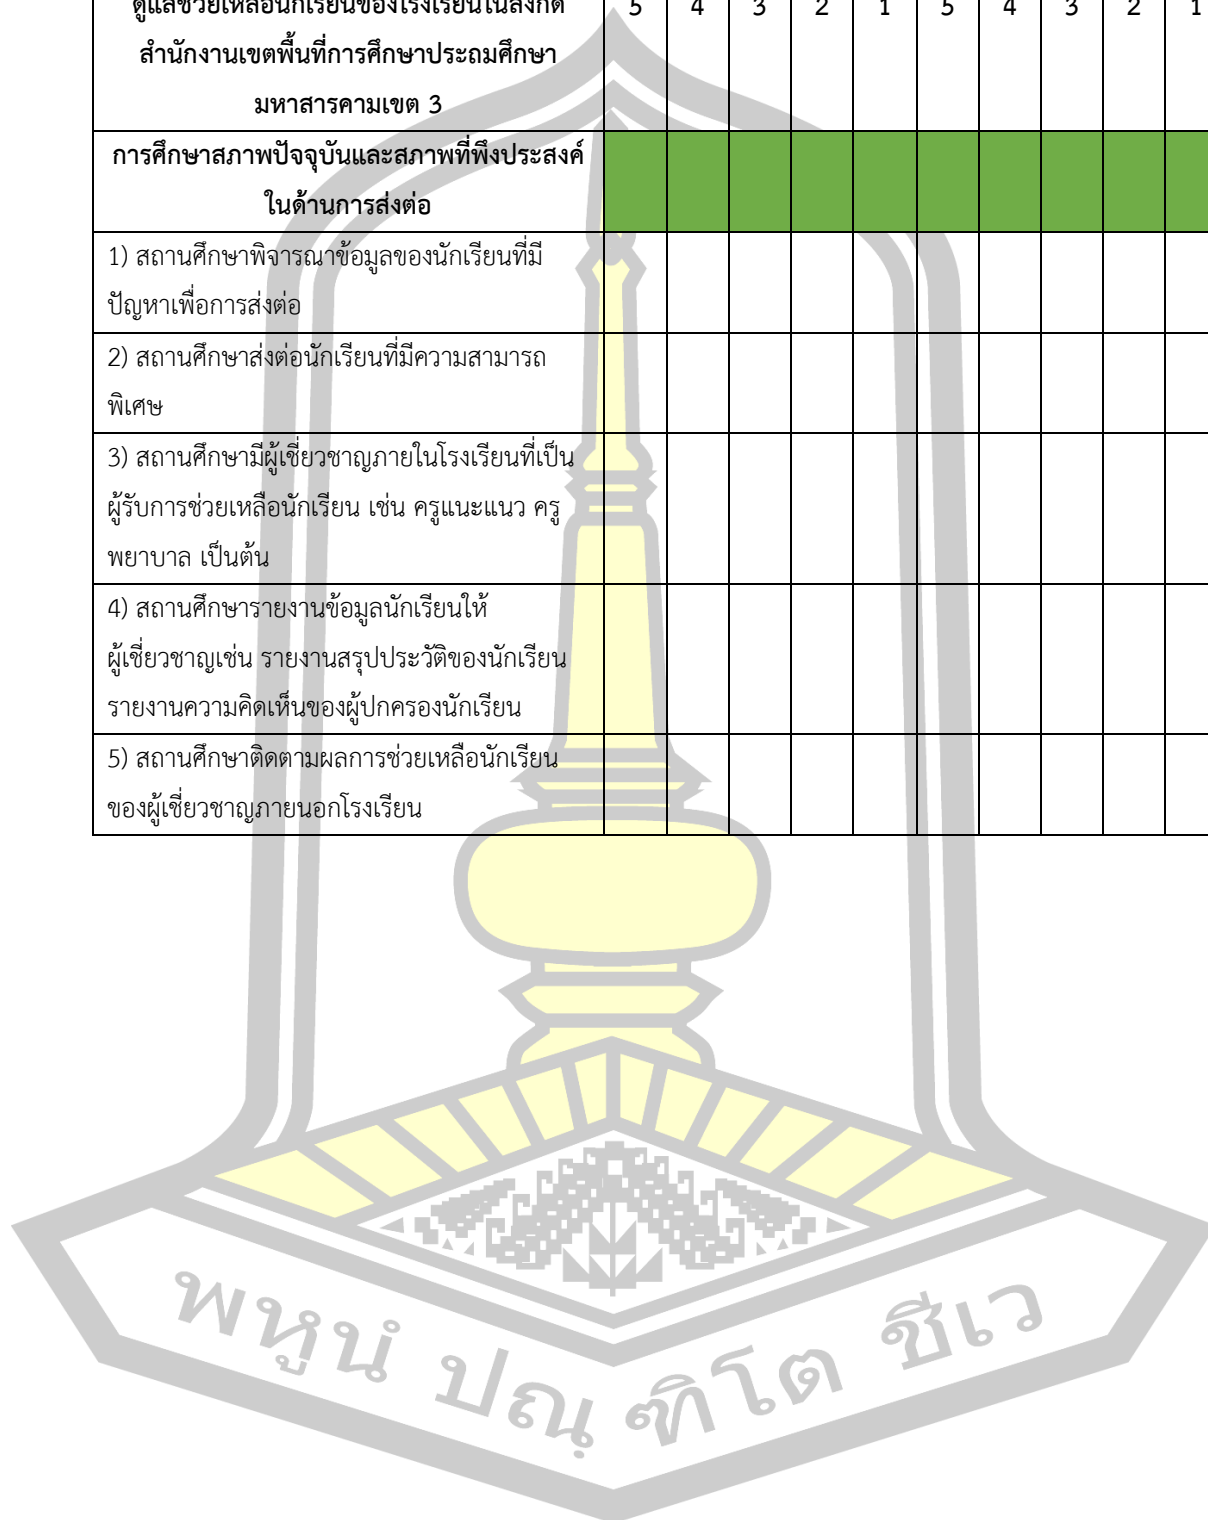 ดูแลช่วยเหลือนักเรียนของโรงเรียนในสังกัด 5 4 3 2 1 5 4 3 2 1
สำนักงานเขตพื้นที่การศึกษาประถมศึกษา
มหาสารคามเขต 3
การศึกษาสภาพปัจจุบันและสภาพที่พึงประสงค์
ในด้านการส่งต่อ
1) สถานศึกษาพิจารณาข้อมูลของนักเรียนที่มี
ปัญหาเพื่อการส่งต่อ
2) สถานศึกษาส่งต่อนักเรียนที่มีความสามารถ
พิเศษ
3) สถานศึกษามีผู้เชี่ยวชาญภายในโรงเรียนที่เป็น
ผู้รับการช่วยเหลือนักเรียน เช่น ครูแนะแนว ครู
พยาบาล เป็นต้น
4) สถานศึกษารายงานข้อมูลนักเรียนให้
ผู้เชี่ยวชาญเช่น รายงานสรุปประวัติของนักเรียน
รายงานความคิดเห็นของผู้ปกครองนักเรียน
5) สถานศึกษาติดตามผลการช่วยเหลือนักเรียน
ของผู้เชี่ยวชาญภายนอกโรงเรียน
พหูนํ ปณฺฑิโต ชีเว